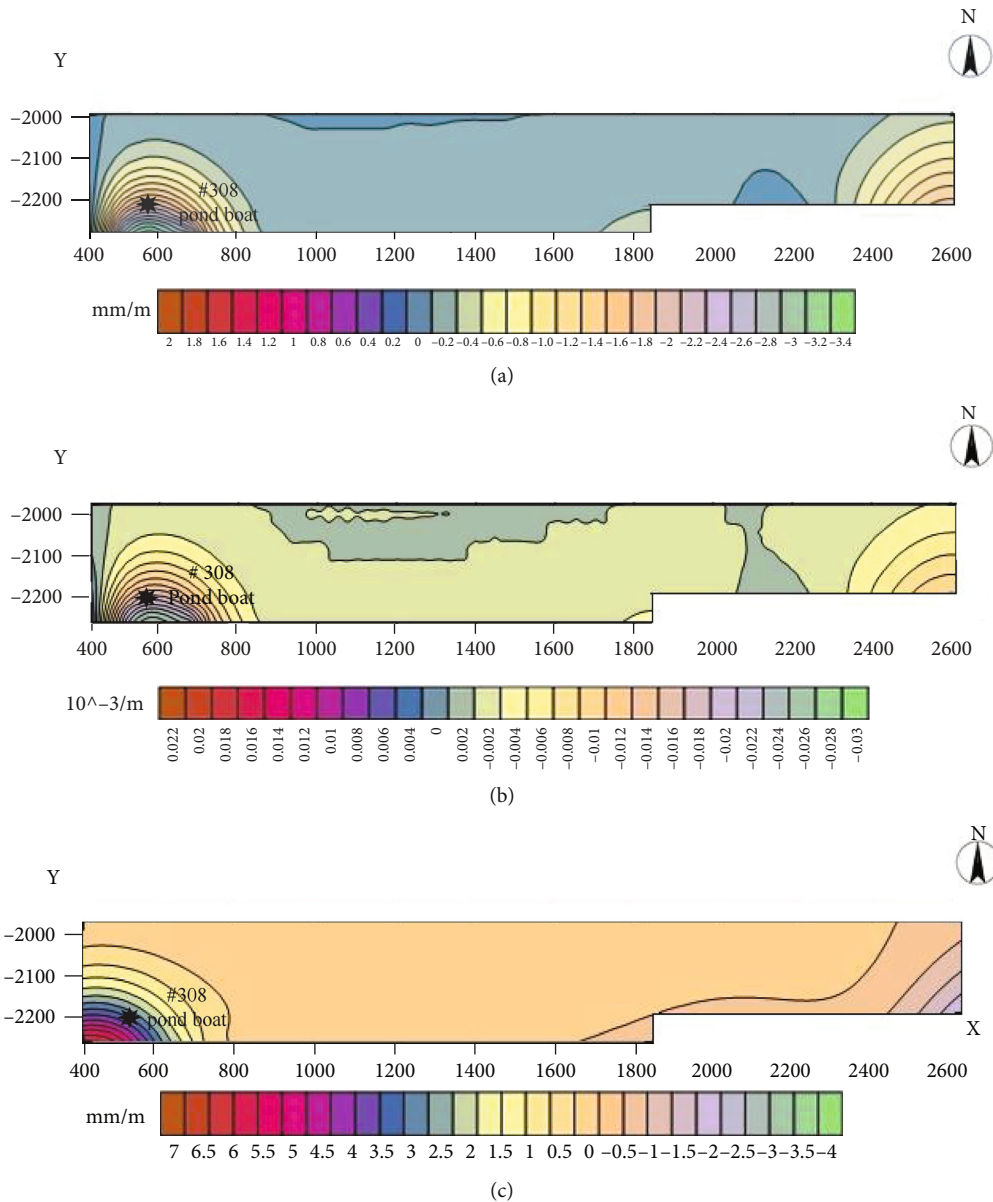 N
Y
−2000
−2100
−2200
#308
pond boat
400 600 800 1000 1200 1400 1600 1800 2000 2200 2400 2600
mm/m
2 1.8 1.6 1.4 1.2 1 0.8 0.6 0.4 0.2 0 −0.2 −0.4 −0.6 −0.8 −1.0 −1.2 −1.4 −1.6 −1.8 −2 −2.2 −2.4 −2.6 −2.8 −3 −3.2 −3.4
(a)
N
Y
−2000
−2100
−2200
# 308
Pond boat
400 600 800 1000 1200 1400 1600 1800 2000 2200 2400 2600
10^−3/m
0.022 0.02 0.018 0.016 0.014 0.012 0.01 0.008 0.006 0.004 0 0.002 −0.002 −0.004 −0.006 −0.008 −0.01 −0.012 −0.014 −0.016 −0.018 −0.02 −0.022 −0.024 −0.026 −0.028 −0.03
(b)
N
Y
−2000
−2100
−2200
#308
pond boat
X
400 600 800 1000 1200 1400 1600 1800 2000 2200 2400 2600
mm/m
7 6.5 6 5.5 5 4.5 4 3.5 3 2.5 2 1.5 1 0.5 0 −0.5 −1 −1.5 −2 −2.5 −3 −3.5 −4
(c)